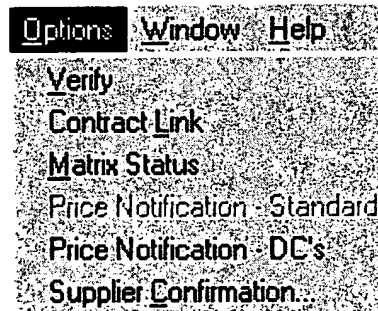 Options Window Help
Verify
Contract Link
Matrix Status
Price Notification - Standard
Price Notification - DC's
Supplier Confirmation...